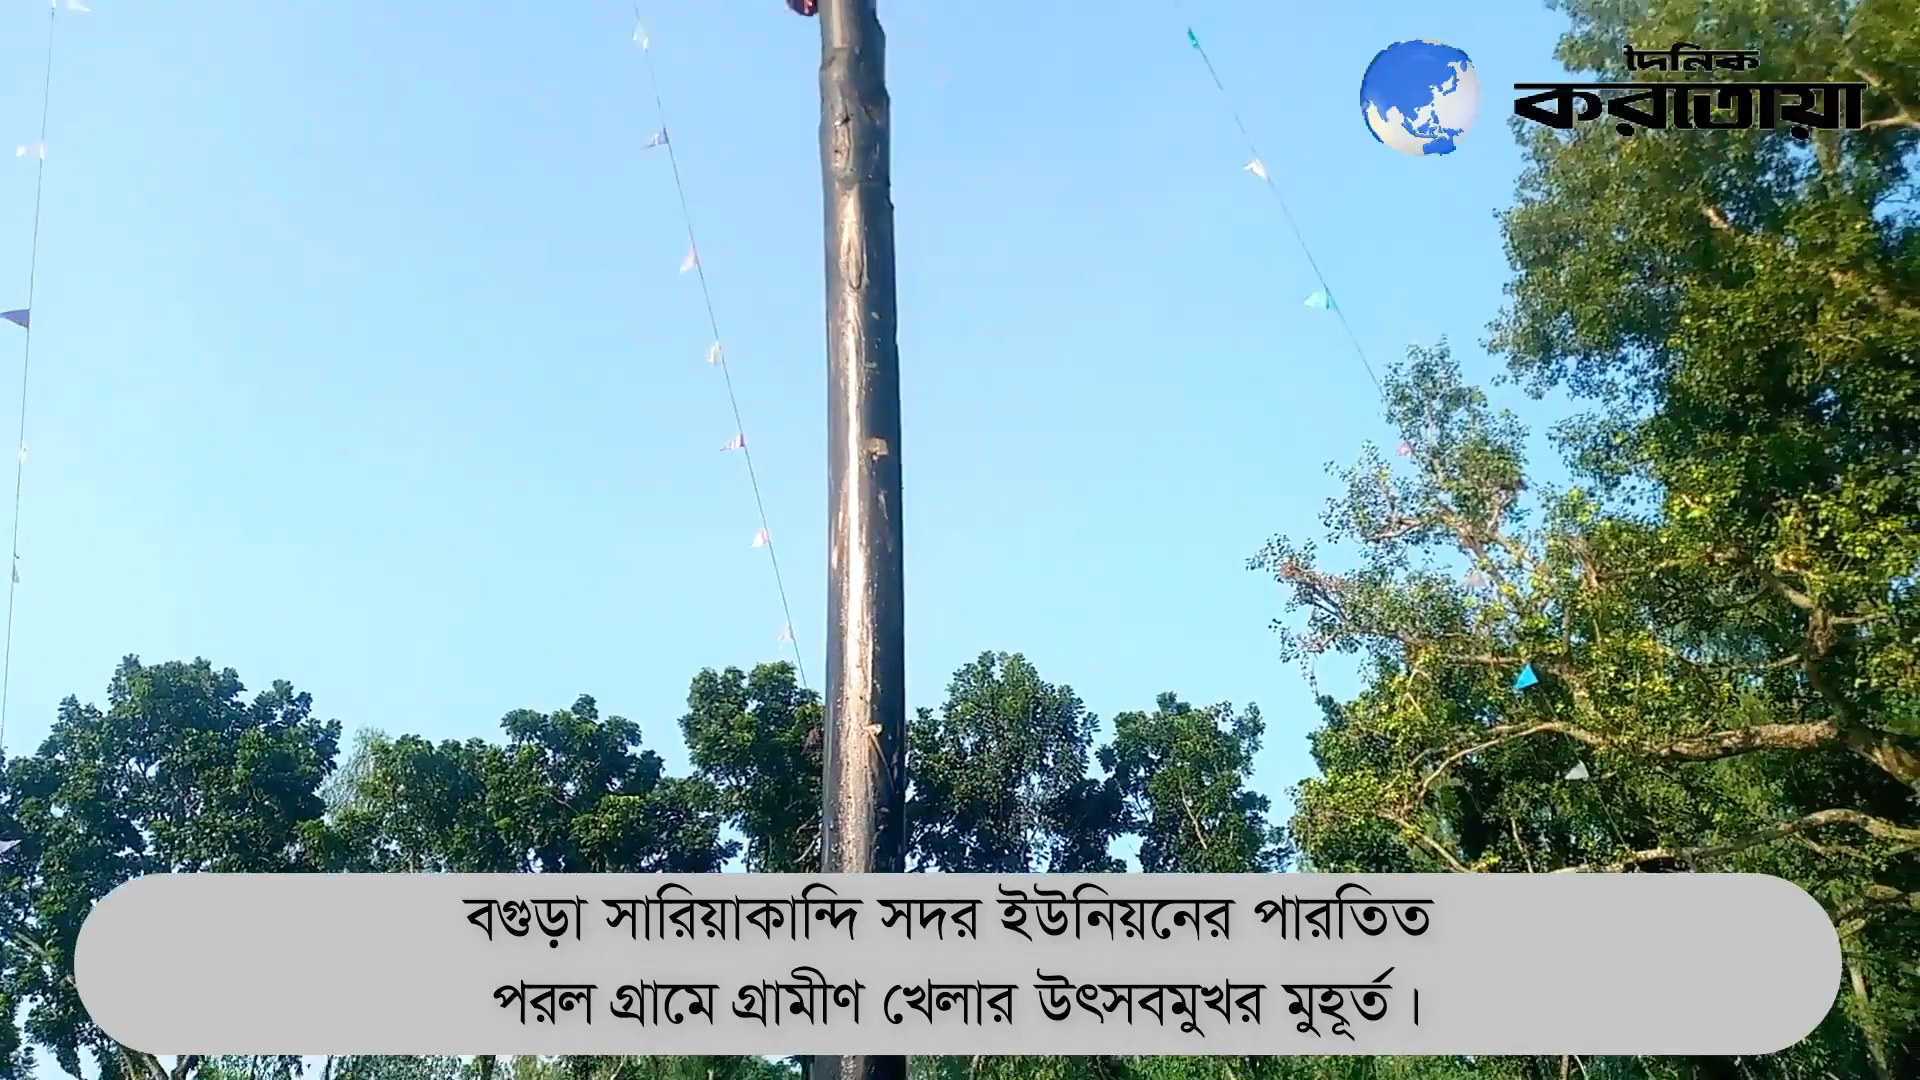 দৈনিক
করতোয়া
বগুড়া সারিয়াকান্দি সদর ইউনিয়নের পারতিত
পরল গ্রামে গ্রামীণ খেলার উৎসবমুখর মুহূর্ত।